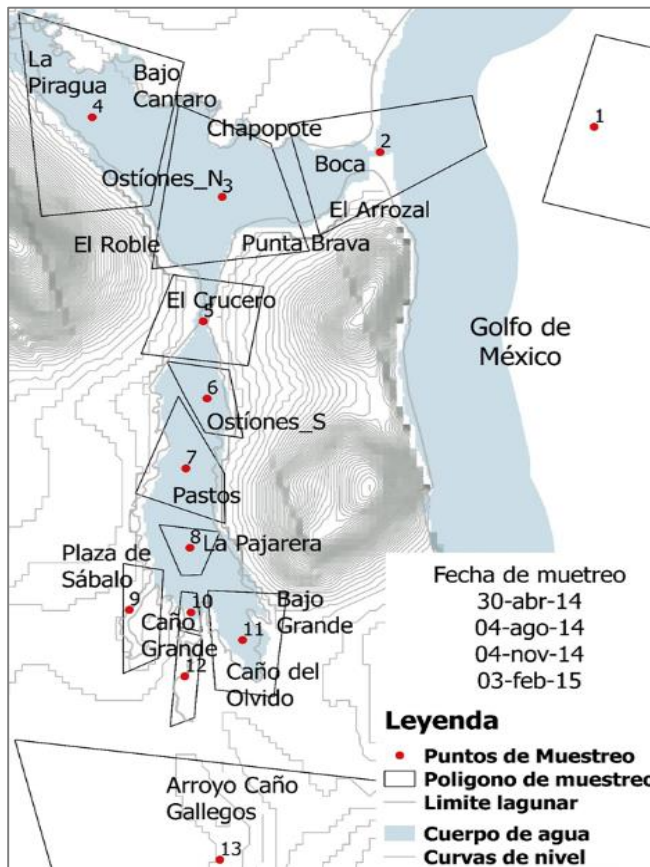 La
Piragua
4
Bajo
Cantaro
1
Chapopote
2
Boca
Ostíones_N
3
El Arrozal
El Roble
Punta Brava
El Crucero
5
Golfo de
México
6
Ostíones_S
7
Pastos
8
La Pajarera
Plaza de
Sábalo
9
10
Caño
Grande
Bajo
Grande
11
12
Caño del
Olvido
Arroyo Caño
Gallegos
13
Fecha de muetreo
30-abr-14
04-ago-14
04-nov-14
03-feb-15
Leyenda
Puntos de Muestreo
Poligono de muestreo
Limite lagunar
Cuerpo de agua
Curvas de nivel